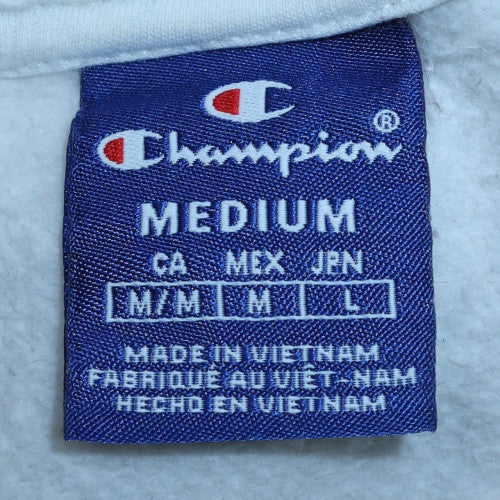 Champion®
MEDIUM
CA MEX JPN
M/M M L
MADE IN VIETNAM
FABRIQUÉ AU VIÊT-NAM
HECHO EN VIETNAM